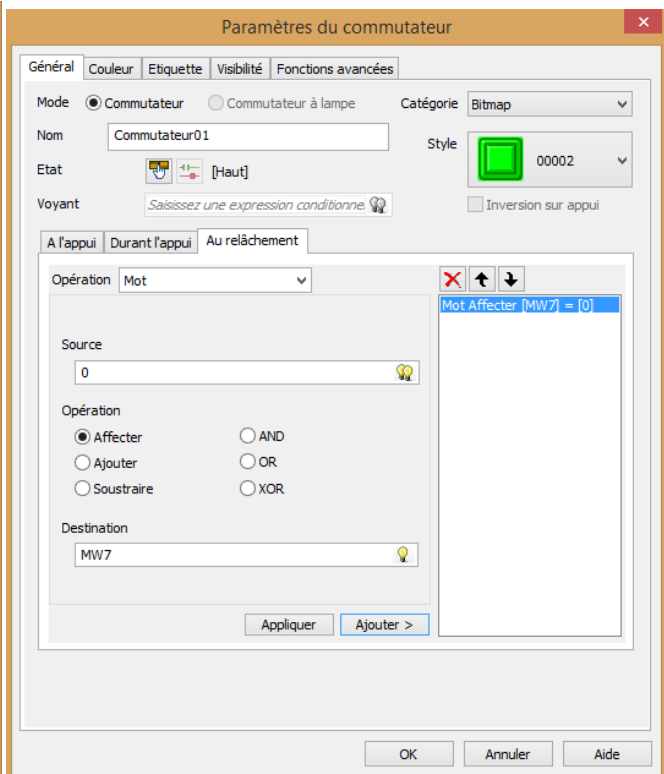 Paramètres du commutateur
Général Couleur Etiquette Visibilité Fonctions avancées
Mode Commutateur Commutateur à lampe Catégorie Bitmap
Nom Commutateur01
Style 00002
Etat [Haut]
Voyant Saisissez une expression conditionne. Inversion sur appui
A l'appui Durant l'appui Au relâchement
Opération Mot
Mot Affecter [MW7] = [0]
Source
0
Opération
Affecter AND
Ajouter OR
Soustraire XOR
Destination
MW7
Appliquer Ajouter >
OK Annuler Aide